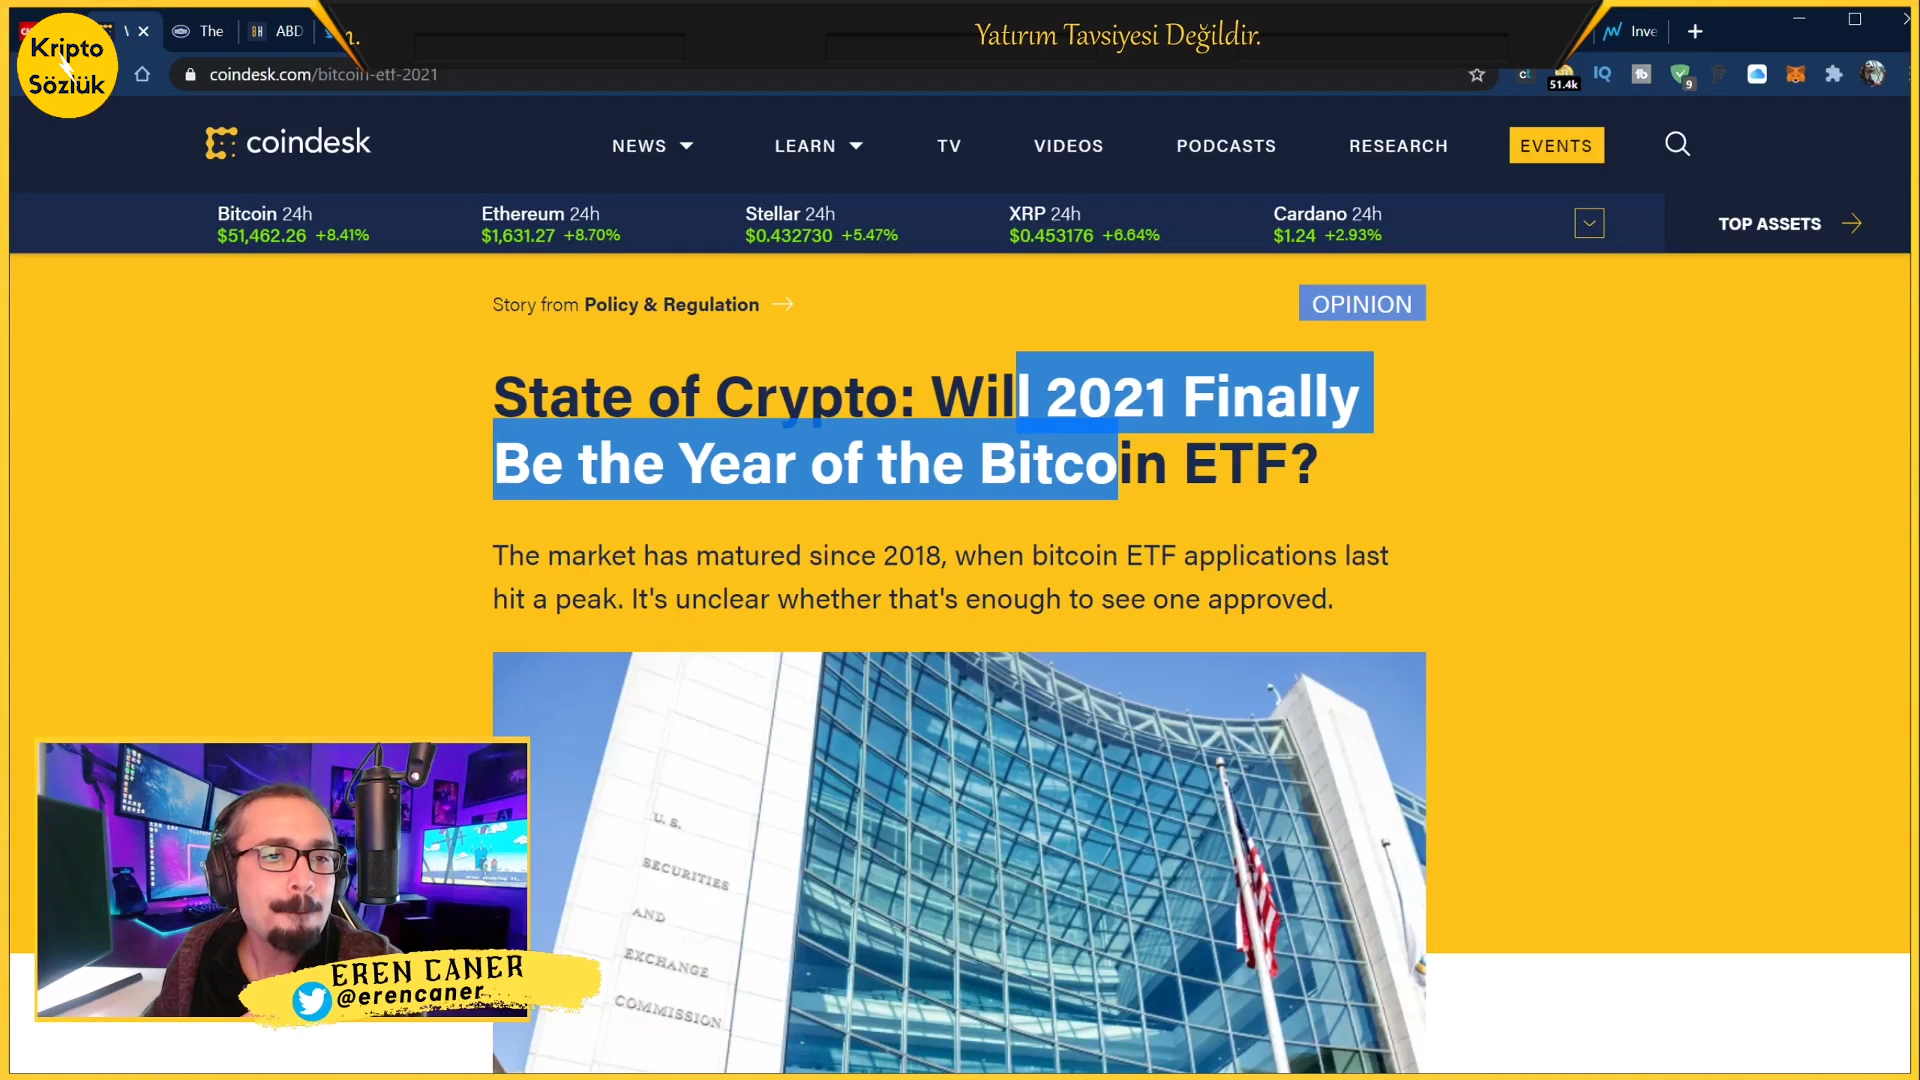 Kripto
Sözlük
n.
Yatırım Tavsiyesi Değildir.
The
BH ABD
Inve
coindesk.com/bitcoin-etf-2021
ct
51.4k
IQ
tb
9
coindesk
NEWS
LEARN
TV
VIDEOS
PODCASTS
RESEARCH
EVENTS
Bitcoin 24h
$51,462.26 +8.41%
Ethereum 24h
$1,631.27 +8.70%
Stellar 24h
$0.432730 +5.47%
XRP 24h
$0.453176 +6.64%
Cardano 24h
$1.24 +2.93%
TOP ASSETS
Story from Policy & Regulation
OPINION
State of Crypto: Will 2021 Finally
Be the Year of the Bitcoin ETF?
The market has matured since 2018, when bitcoin ETF applications last
hit a peak. It's unclear whether that's enough to see one approved.
U.S.
SECURITIES
AND
EXCHANGE
COMMISSION
EREN CANER
@erencaner